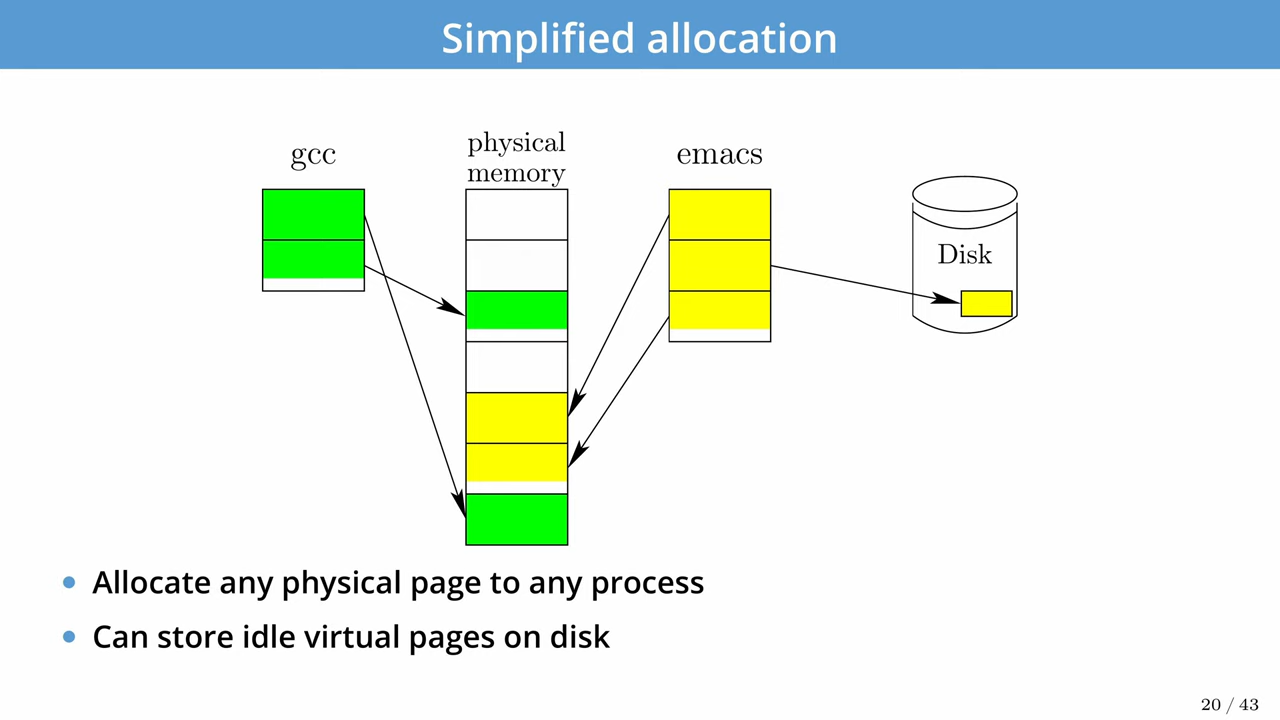 Simplified allocation
gcc
physical
memory
emacs
Disk
Allocate any physical page to any process
Can store idle virtual pages on disk
20 / 43